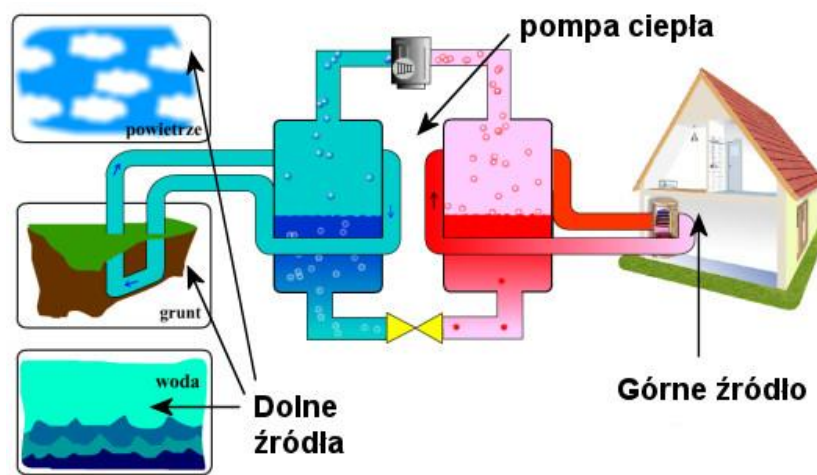 pompa ciepła
powietrze
grunt
woda
Dolne
źródła
Górne źródło